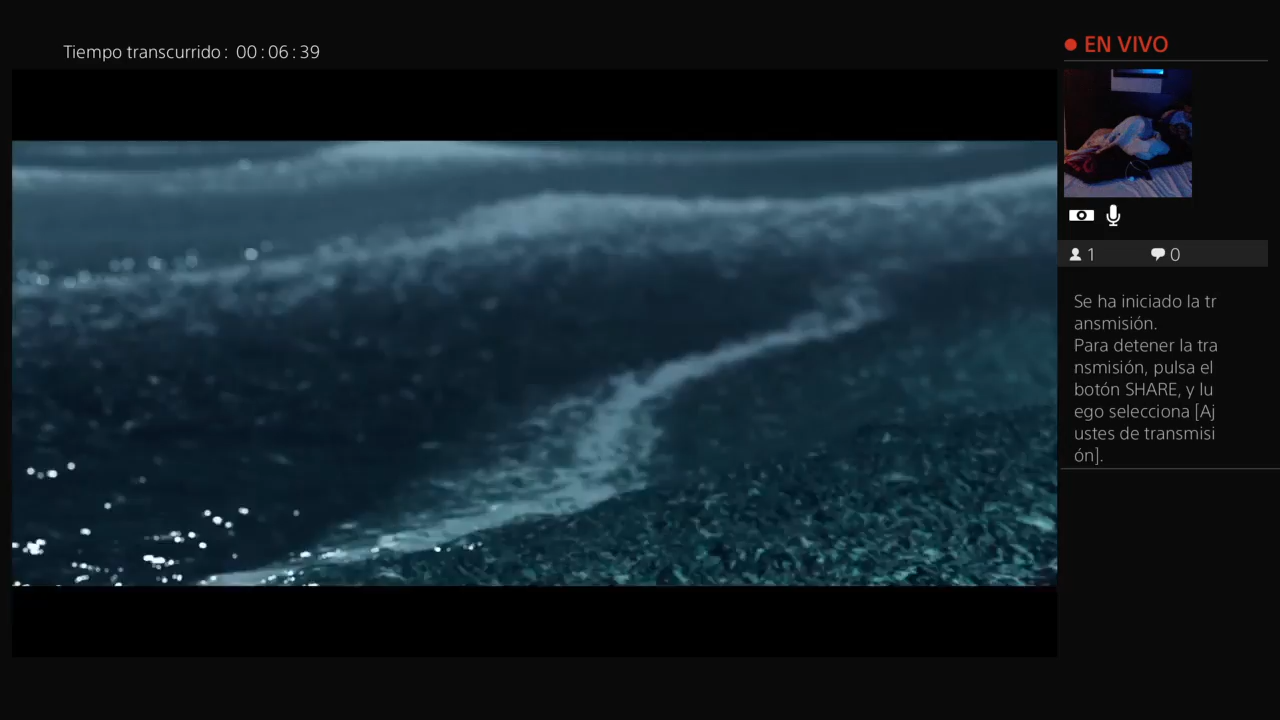 Tiempo transcurrido : 00 : 06 : 39
EN VIVO
1
0
Se ha iniciado la tr
ansmisión.
Para detener la tra
nsmisión, pulsa el
botón SHARE, y lu
ego selecciona [Aj
ustes de transmisi
ón].